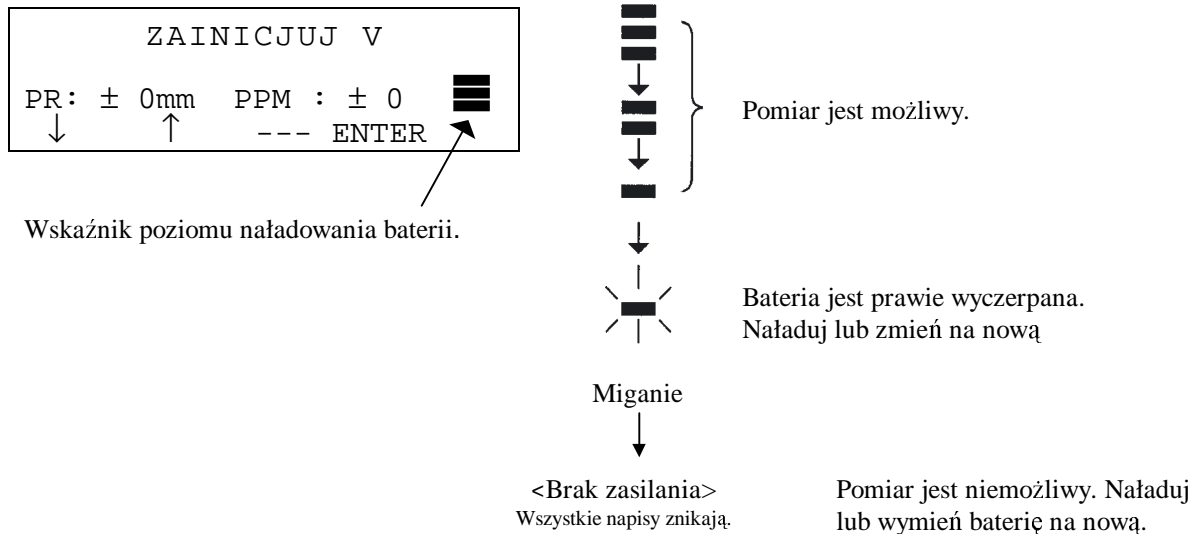 ZAINICJUJ V
PR: ± 0mm PPM : ± 0
↓ ↑ --- ENTER
Wskaźnik poziomu naładowania baterii.
Pomiar jest możliwy.
Bateria jest prawie wyczerpana.
Naładuj lub zmień na nową
Miganie
<Brak zasilania>
Wszystkie napisy znikają.
Pomiar jest niemożliwy. Naładuj
lub wymień baterię na nową.